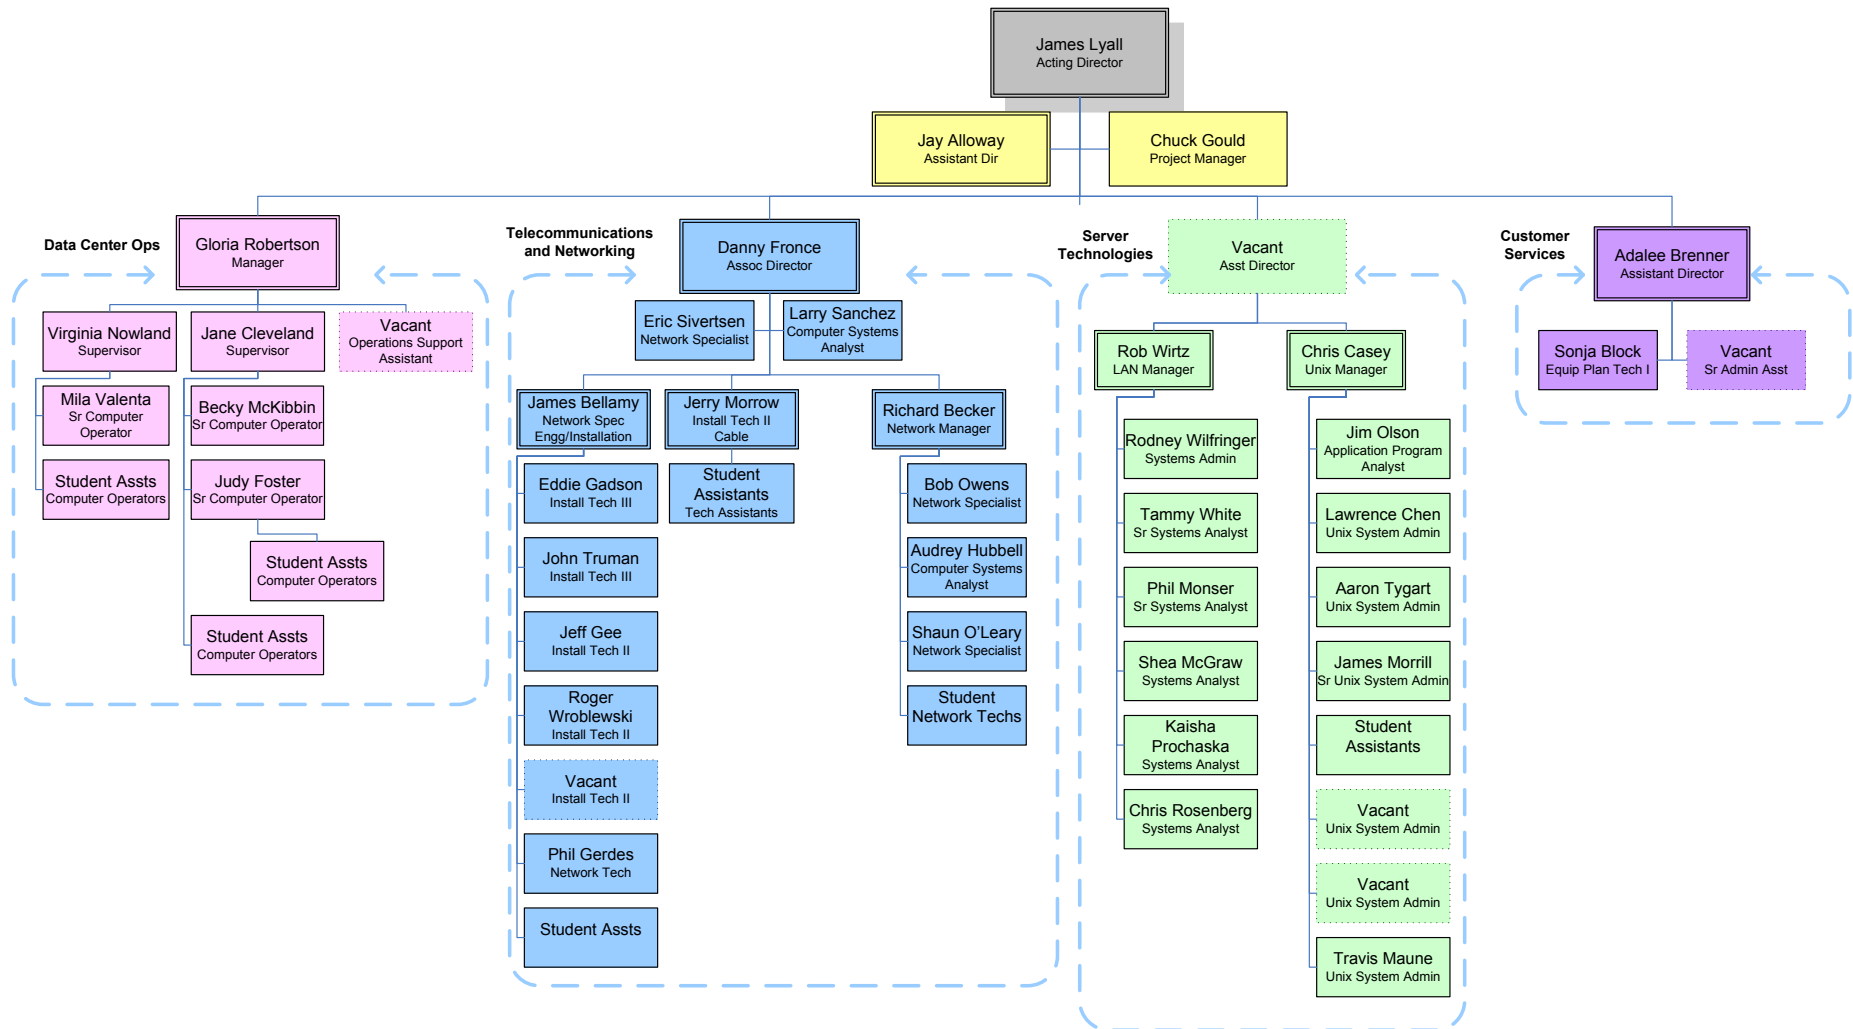 James Lyall
Acting Director
Jay Alloway
Assistant Dir
Chuck Gould
Project Manager
Data Center Ops
Gloria Robertson
Manager
Virginia Nowland
Supervisor
Jane Cleveland
Supervisor
Vacant
Operations Support
Assistant
Mila Valenta
Sr Computer
Operator
Student Assts
Computer Operators
Becky McKibbin
Sr Computer Operator
Judy Foster
Sr Computer Operator
Student Assts
Computer Operators
Student Assts
Computer Operators
Telecommunications
and Networking
Danny Fronce
Assoc Director
Eric Sivertsen
Network Specialist
Larry Sanchez
Computer Systems
Analyst
James Bellamy
Network Spec
Engg/Installation
Jerry Morrow
Install Tech II
Cable
Richard Becker
Network Manager
Eddie Gadson
Install Tech III
John Truman
Install Tech III
Jeff Gee
Install Tech II
Roger
Wroblewski
Install Tech II
Vacant
Install Tech II
Phil Gerdes
Network Tech
Student Assts
Student
Assistants
Tech Assistants
Bob Owens
Network Specialist
Audrey Hubbell
Computer Systems
Analyst
Shaun O'Leary
Network Specialist
Student
Network Techs
Server
Technologies
Vacant
Asst Director
Rob Wirtz
LAN Manager
Chris Casey
Unix Manager
Rodney Wilfringer
Systems Admin
Tammy White
Sr Systems Analyst
Phil Monser
Sr Systems Analyst
Shea McGraw
Systems Analyst
Kaisha
Prochaska
Systems Analyst
Chris Rosenberg
Systems Analyst
Jim Olson
Application Program
Analyst
Lawrence Chen
Unix System Admin
Aaron Tygart
Unix System Admin
James Morrill
Sr Unix System Admin
Student
Assistants
Vacant
Unix System Admin
Vacant
Unix System Admin
Travis Maune
Unix System Admin
Customer
Services
Adalee Brenner
Assistant Director
Sonja Block
Equip Plan Tech I
Vacant
Sr Admin Asst